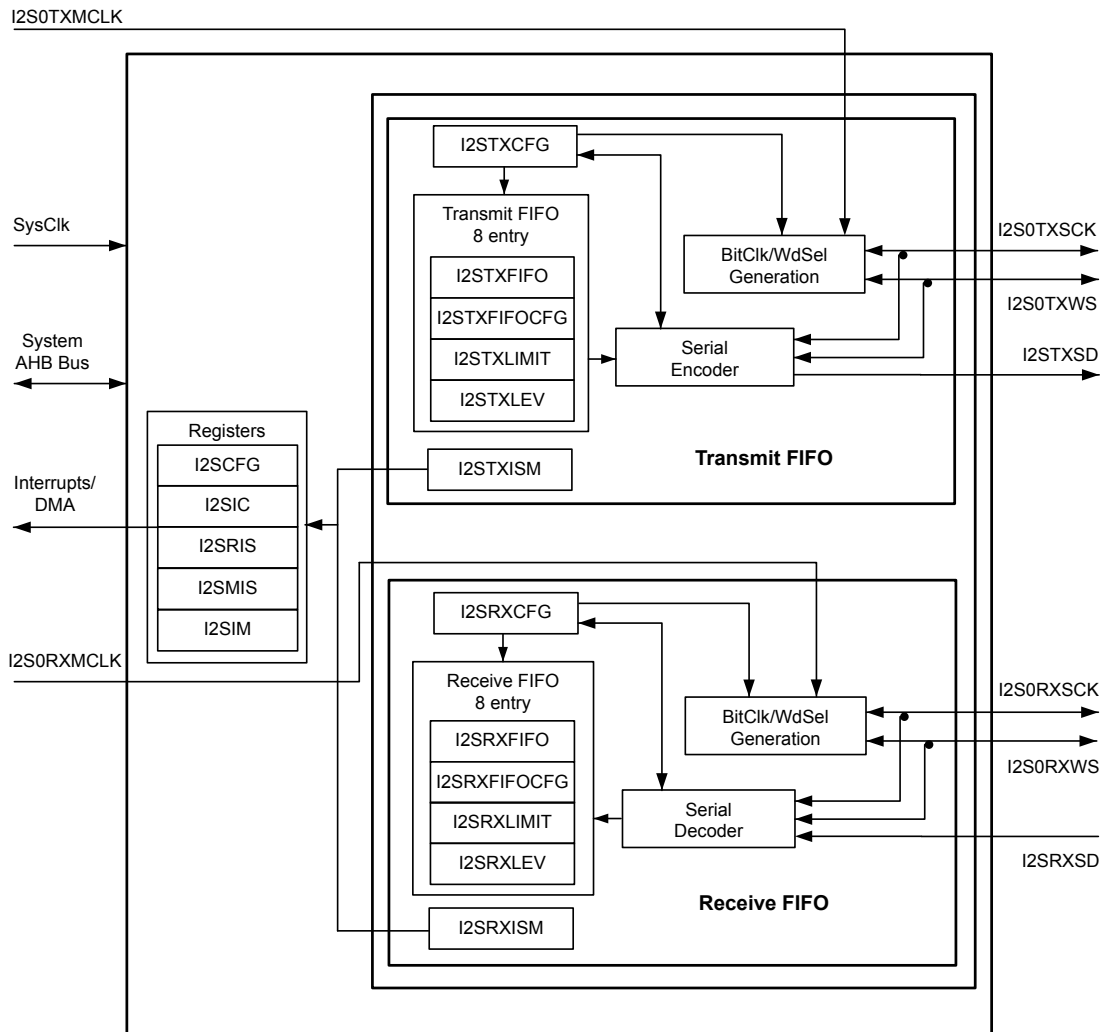 I2S0TXMCLK
SysClk
System
AHB Bus
Interrupts/
DMA
I2S0RXMCLK
Registers
I2SCFG
I2SIC
I2SRIS
I2SMIS
I2SIM
I2STXCFG
Transmit FIFO
8 entry
I2STXFIFO
I2STXFIFOCFG
I2STXLIMIT
I2STXLEV
I2STXISM
BitClk/WdSel
Generation
Serial
Encoder
Transmit FIFO
I2S0TXSCK
I2S0TXWS
I2STXSD
I2SRXCFG
Receive FIFO
8 entry
I2SRXFIFO
I2SRXFIFOCFG
I2SRXLIMIT
I2SRXLEV
I2SRXISM
BitClk/WdSel
Generation
Serial
Decoder
Receive FIFO
I2S0RXSCK
I2S0RXWS
I2SRXSD